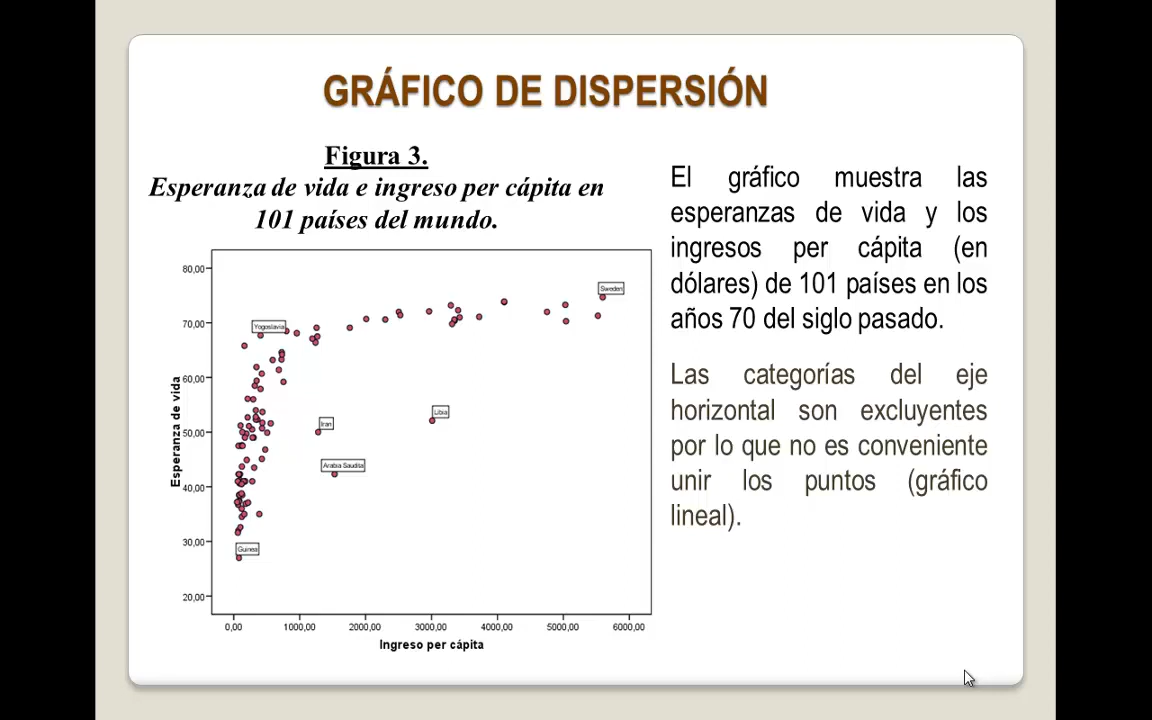 GRÁFICO DE DISPERSIÓN
Figura 3.
Esperanza de vida e ingreso per cápita en
101 países del mundo.
El gráfico muestra las
esperanzas de vida y los
ingresos per cápita (en
dólares) de 101 países en los
años 70 del siglo pasado.
Las categorías del eje
horizontal son excluyentes
por lo que no es conveniente
unir los puntos (gráfico
lineal).
Esperanza de vida
80,00
70,00
60,00
50,00
40,00
30,00
20,00
Sweden
Yogoslavia
Libia
Iran
Arabia Saudita
Guinea
0,00
1000,00
2000,00
3000,00
4000,00
5000,00
6000,00
Ingreso per cápita